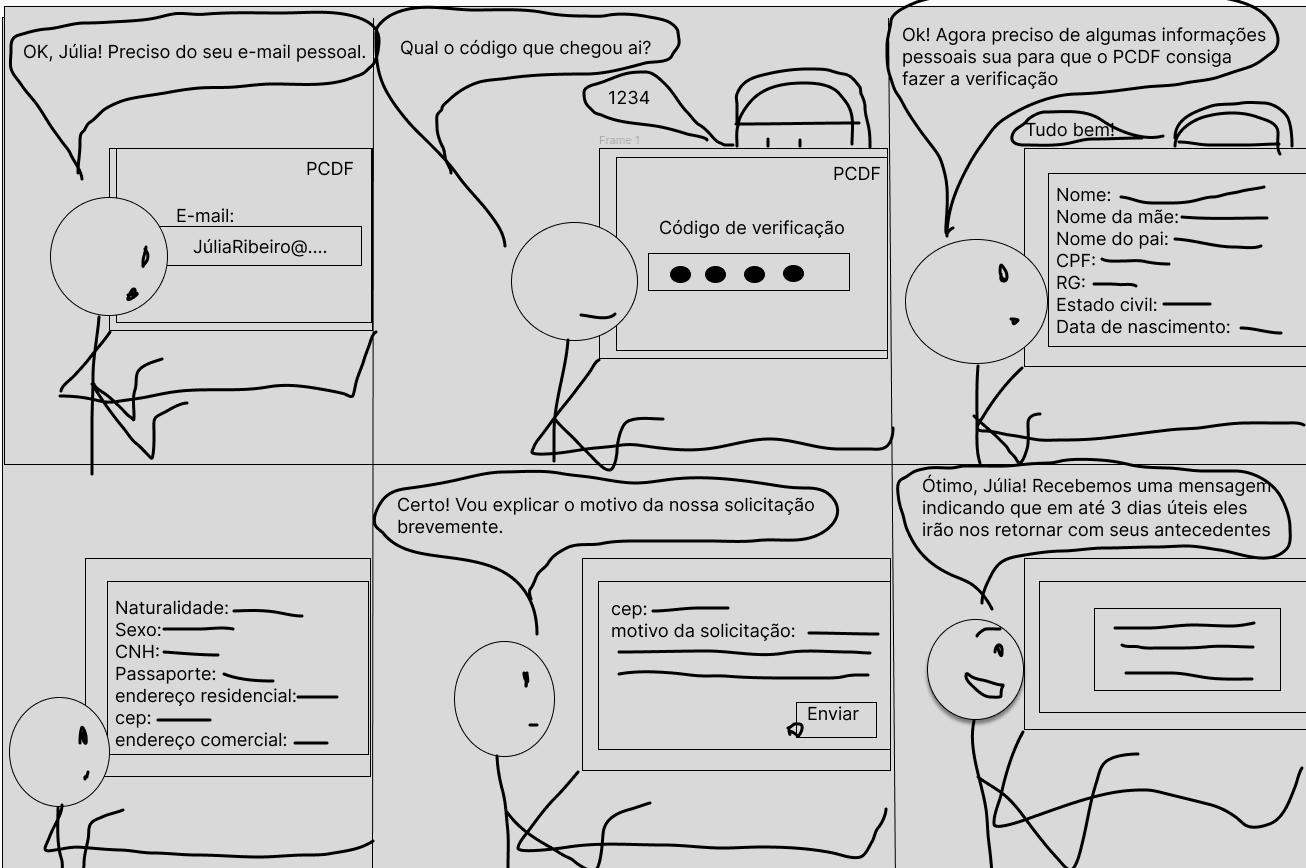 OK, Júlia! Preciso do seu e-mail pessoal.
PCDF
E-mail:
JúliaRibeiro@....
Qual o código que chegou ai?
1234
Frame 1
PCDF
Código de verificação
Ok! Agora preciso de algumas informações
pessoais sua para que o PCDF consiga
fazer a verificação
Tudo bem!
Nome:
Nome da mãe:
Nome do pai:
CPF:
RG:
Estado civil:
Data de nascimento:
Naturalidade:
Sexo:
CNH:
Passaporte:
endereço residencial:
cep:
endereço comercial:
Certo! Vou explicar o motivo da nossa solicitação
brevemente.
cep:
motivo da solicitação:
Enviar
Ótimo, Júlia! Recebemos uma mensagem
indicando que em até 3 dias úteis eles
irão nos retornar com seus antecedentes